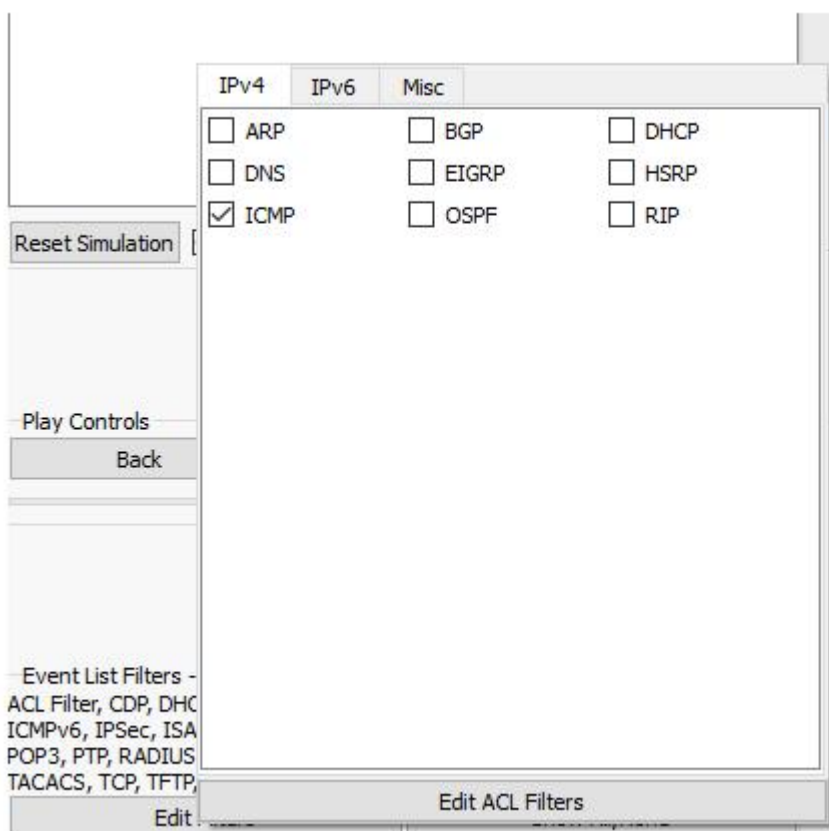 IPv4 IPv6 Misc
ARP BGP DHCP
DNS EIGRP HSRP
ICMP OSPF RIP
Reset Simulation
Play Controls
Back
Event List Filters -
ACL Filter, CDP, DHC
ICMPv6, IPSec, ISA
POP3, PTP, RADIUS
TACACS, TCP, TFTP,
Edit ACL Filters
Edit